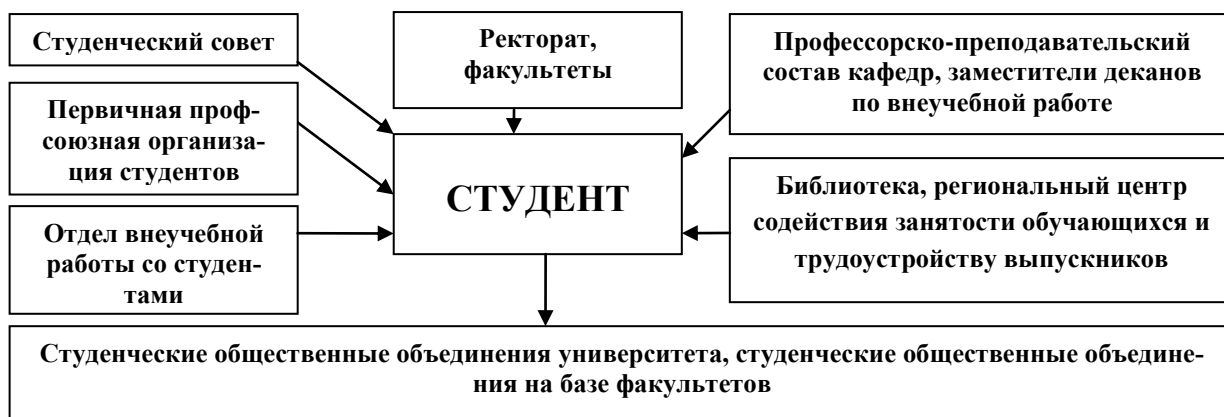 Студенческий совет
Ректорат,
факультеты
Профессорско-преподавательский
состав кафедр, заместители деканов
по внеучебной работе
Первичная проф-
союзная организа-
ция студентов
СТУДЕНТ
Библиотека, региональный центр
содействия занятости обучающихся и
трудоустройству выпускников
Отдел внеучебной
работы со студен-
тами
Студенческие общественные объединения университета, студенческие общественные объедине-
ния на базе факультетов